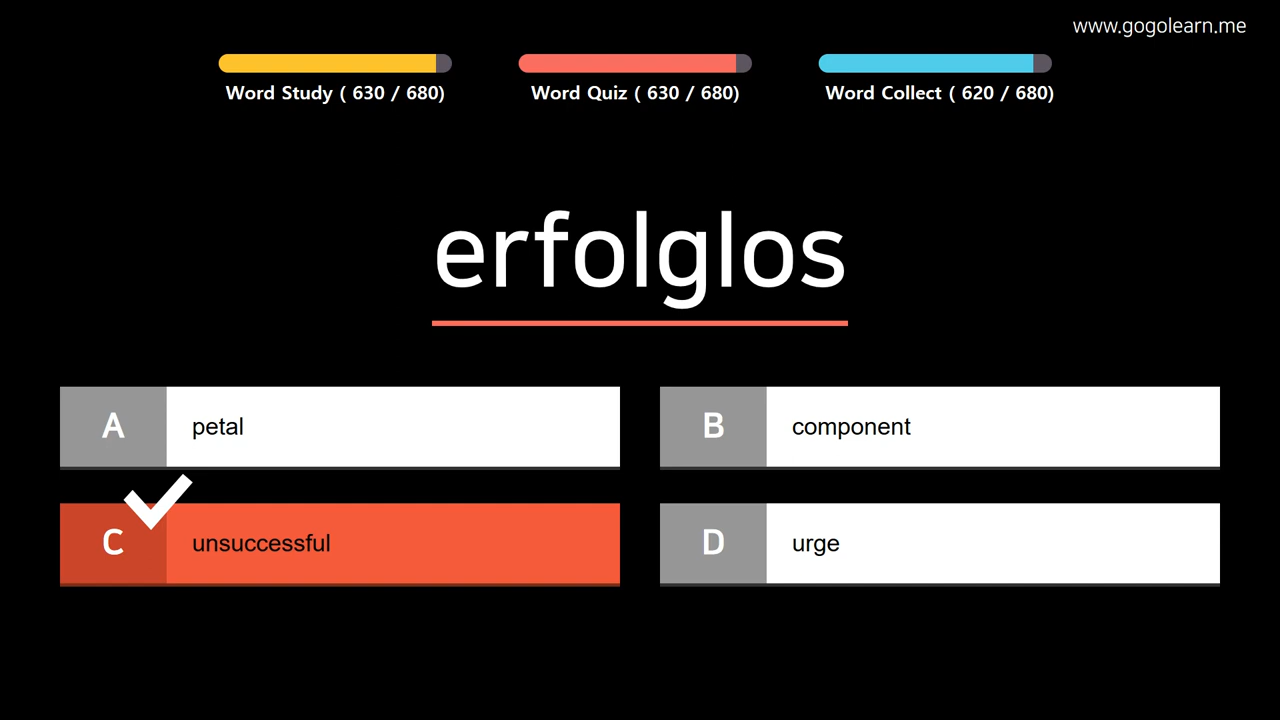 www.gogolearn.me
Word Study ( 630 / 680)
Word Quiz ( 630 / 680)
Word Collect ( 620 / 680)
erfolglos
A
petal
B
component
C
unsuccessful
D
urge